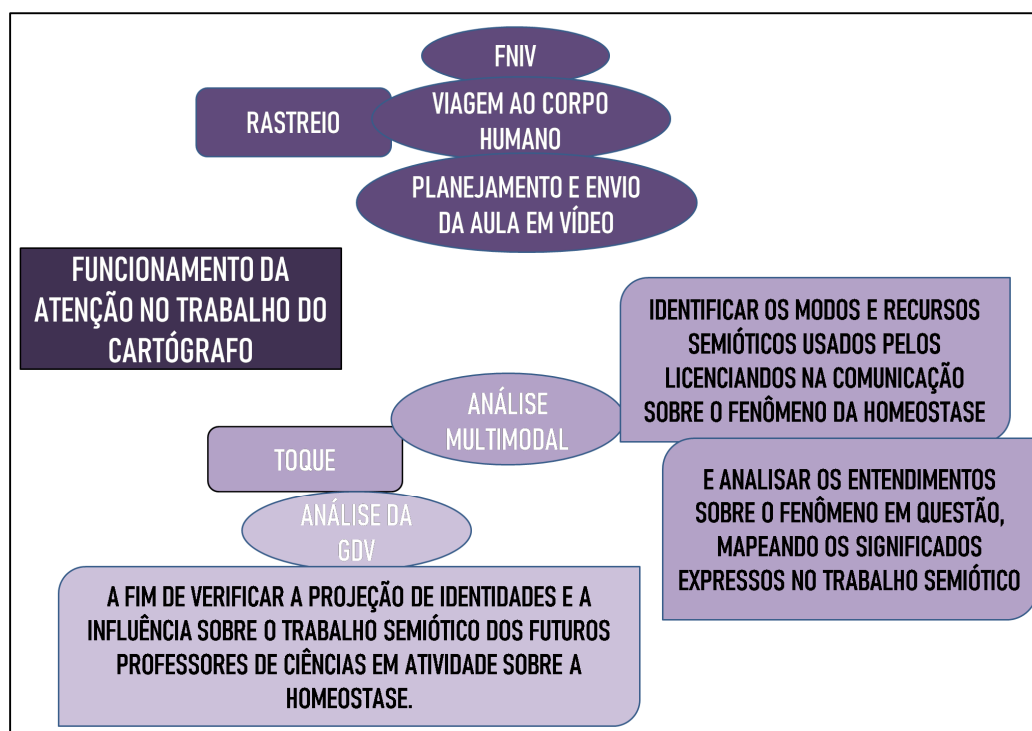 FNIV
RASTREIO
VIAGEM AO CORPO
HUMANO
PLANEJAMENTO E ENVIO
DA AULA EM VÍDEO
FUNCIONAMENTO DA
ATENÇÃO NO TRABALHO DO
CARTÓGRAFO
IDENTIFICAR OS MODOS E RECURSOS
SEMIÓTICOS USADOS PELOS
LICENCIANDOS NA COMUNICAÇÃO
SOBRE O FENÔMENO DA HOMEOSTASE
ANÁLISE
MULTIMODAL
TOQUE
E ANALISAR OS ENTENDIMENTOS
SOBRE O FENÔMENO EM QUESTÃO,
MAPEANDO OS SIGNIFICADOS
EXPRESSOS NO TRABALHO SEMIÓTICO
ANÁLISE DA
GDV
A FIM DE VERIFICAR A PROJEÇÃO DE IDENTIDADES E A
INFLUÊNCIA SOBRE O TRABALHO SEMIÓTICO DOS FUTUROS
PROFESSORES DE CIÊNCIAS EM ATIVIDADE SOBRE A
HOMEOSTASE.